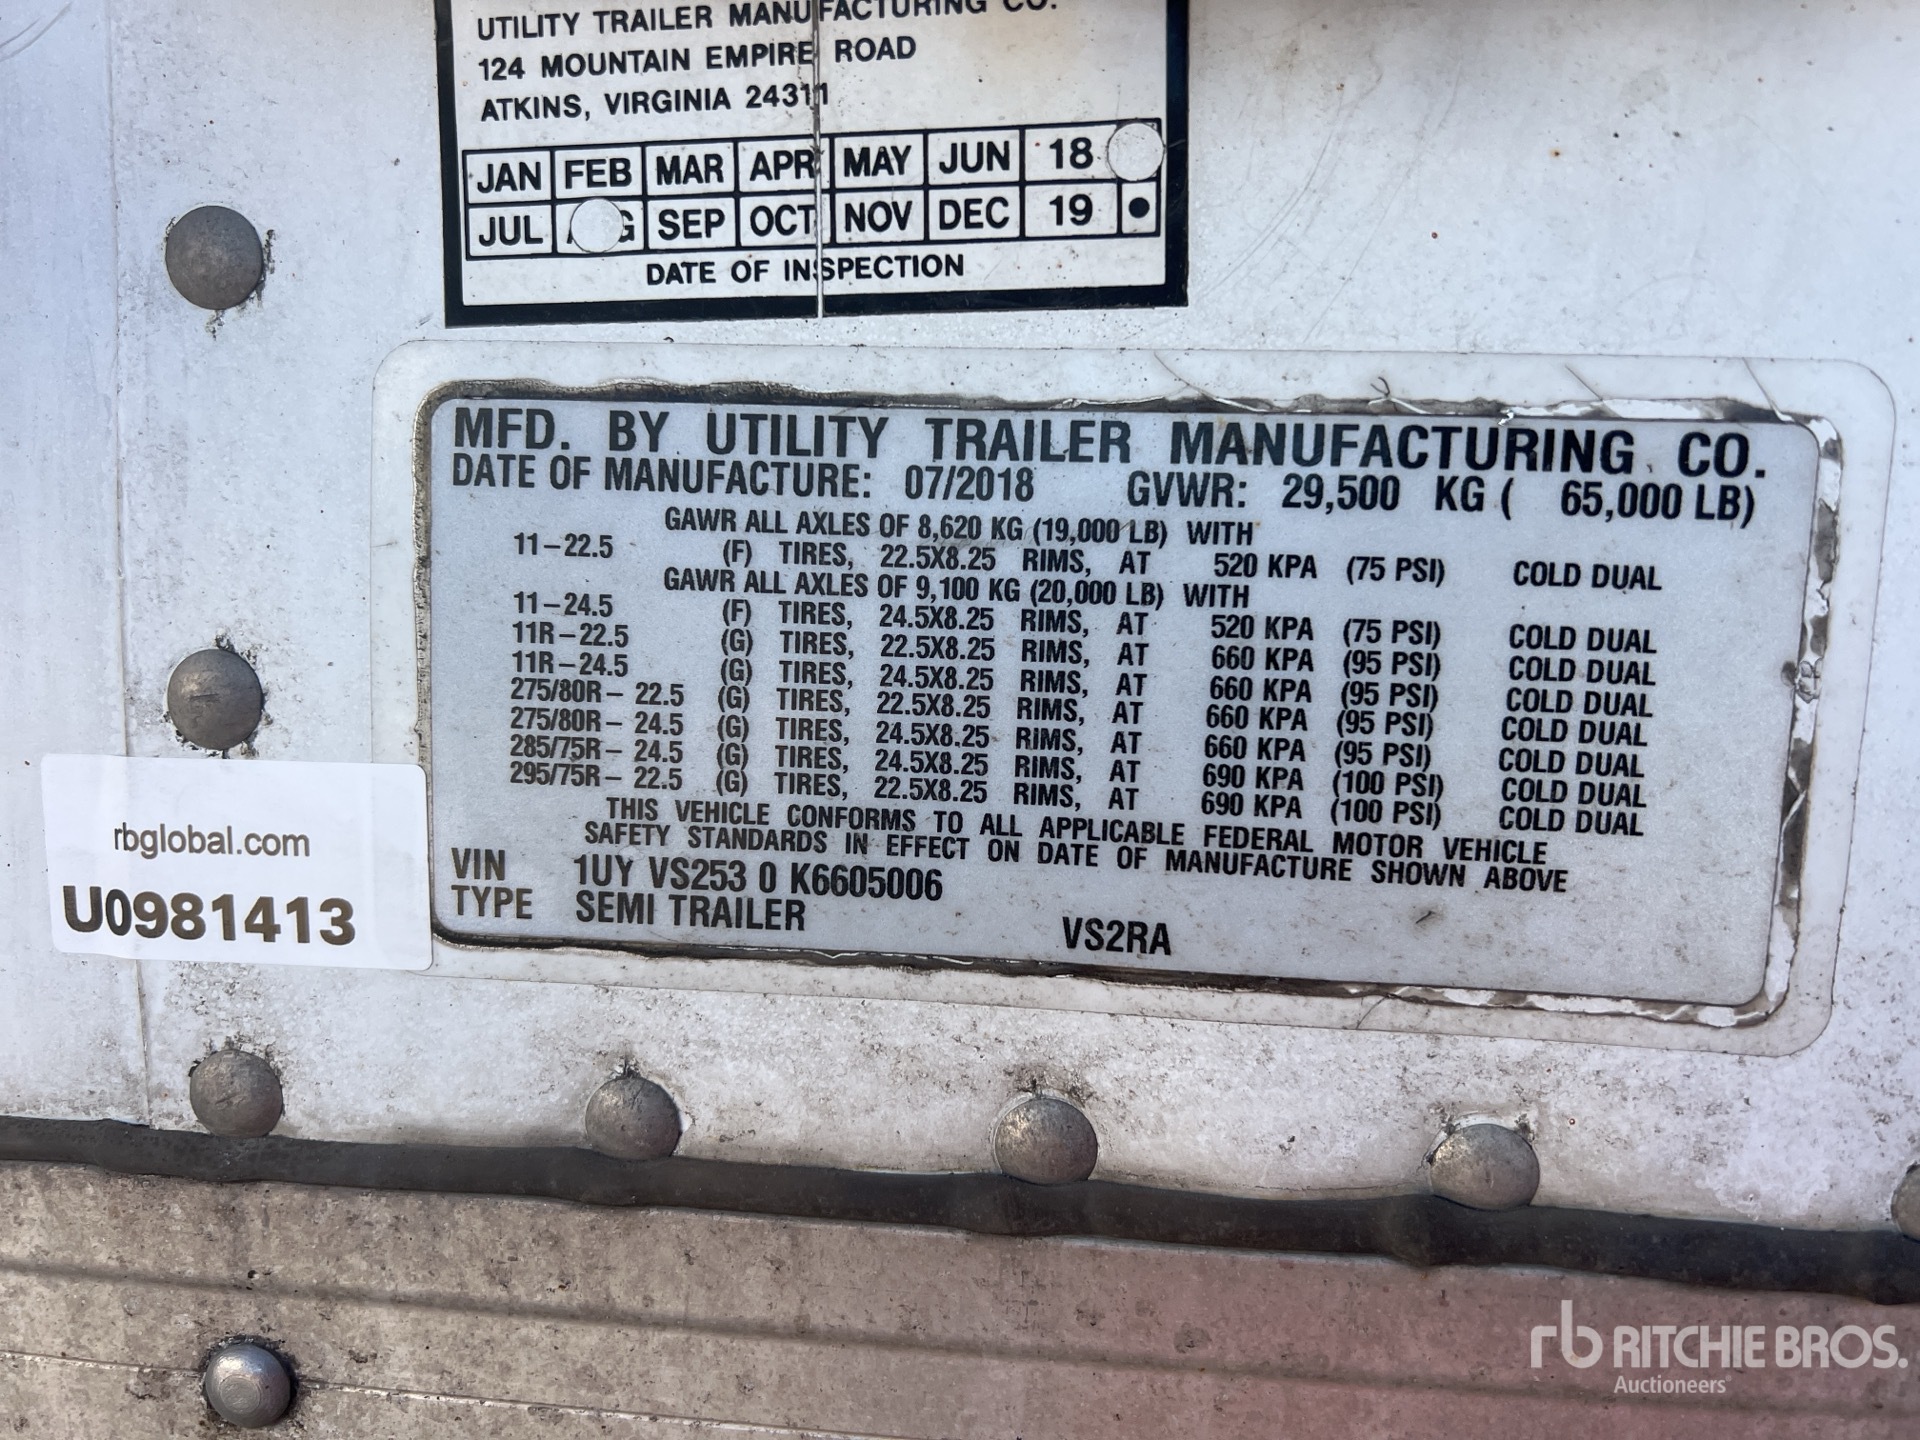 UTILITY TRAILER MANUFACTURING CO.
124 MOUNTAIN EMPIRE ROAD
ATKINS, VIRGINIA 24311
JAN FEB MAR APR MAY JUN 18
JUL SEP OCT NOV DEC 19
DATE OF INSPECTION
MFD. BY UTILITY TRAILER MANUFACTURING CO.
DATE OF MANUFACTURE: 07/2018 GVWR: 29,500 KG ( 65,000 LB)
GAWR ALL AXLES OF 8,620 KG (19,000 LB) WITH
11-22.5 (F) TIRES, 22.5X8.25 RIMS, AT 520 KPA (75 PSI) COLD DUAL
GAWR ALL AXLES OF 9,100 KG (20,000 LB) WITH
11-24.5 (F) TIRES, 24.5X8.25 RIMS, AT 520 KPA (75 PSI) COLD DUAL
11R-22.5 (G) TIRES, 22.5X8.25 RIMS, AT 660 KPA (95 PSI) COLD DUAL
11R-24.5 (G) TIRES, 24.5X8.25 RIMS, AT 660 KPA (95 PSI) COLD DUAL
275/80R- 22.5 (G) TIRES, 22.5X8.25 RIMS, AT 660 KPA (95 PSI) COLD DUAL
275/80R- 24.5 (G) TIRES, 24.5X8.25 RIMS, AT 660 KPA (95 PSI) COLD DUAL
285/75R- 24.5 (G) TIRES, 24.5X8.25 RIMS, AT 690 KPA (100 PSI) COLD DUAL
295/75R- 22.5 (G) TIRES, 22.5X8.25 RIMS, AT 690 KPA (100 PSI) COLD DUAL
THIS VEHICLE CONFORMS TO ALL APPLICABLE FEDERAL MOTOR VEHICLE
SAFETY STANDARDS IN EFFECT ON DATE OF MANUFACTURE SHOWN ABOVE
VIN 1UY VS253 0 K6605006
TYPE SEMI TRAILER VS2RA
rbglobal.com
U0981413
rb RITCHIE BROS.
Auctioneers